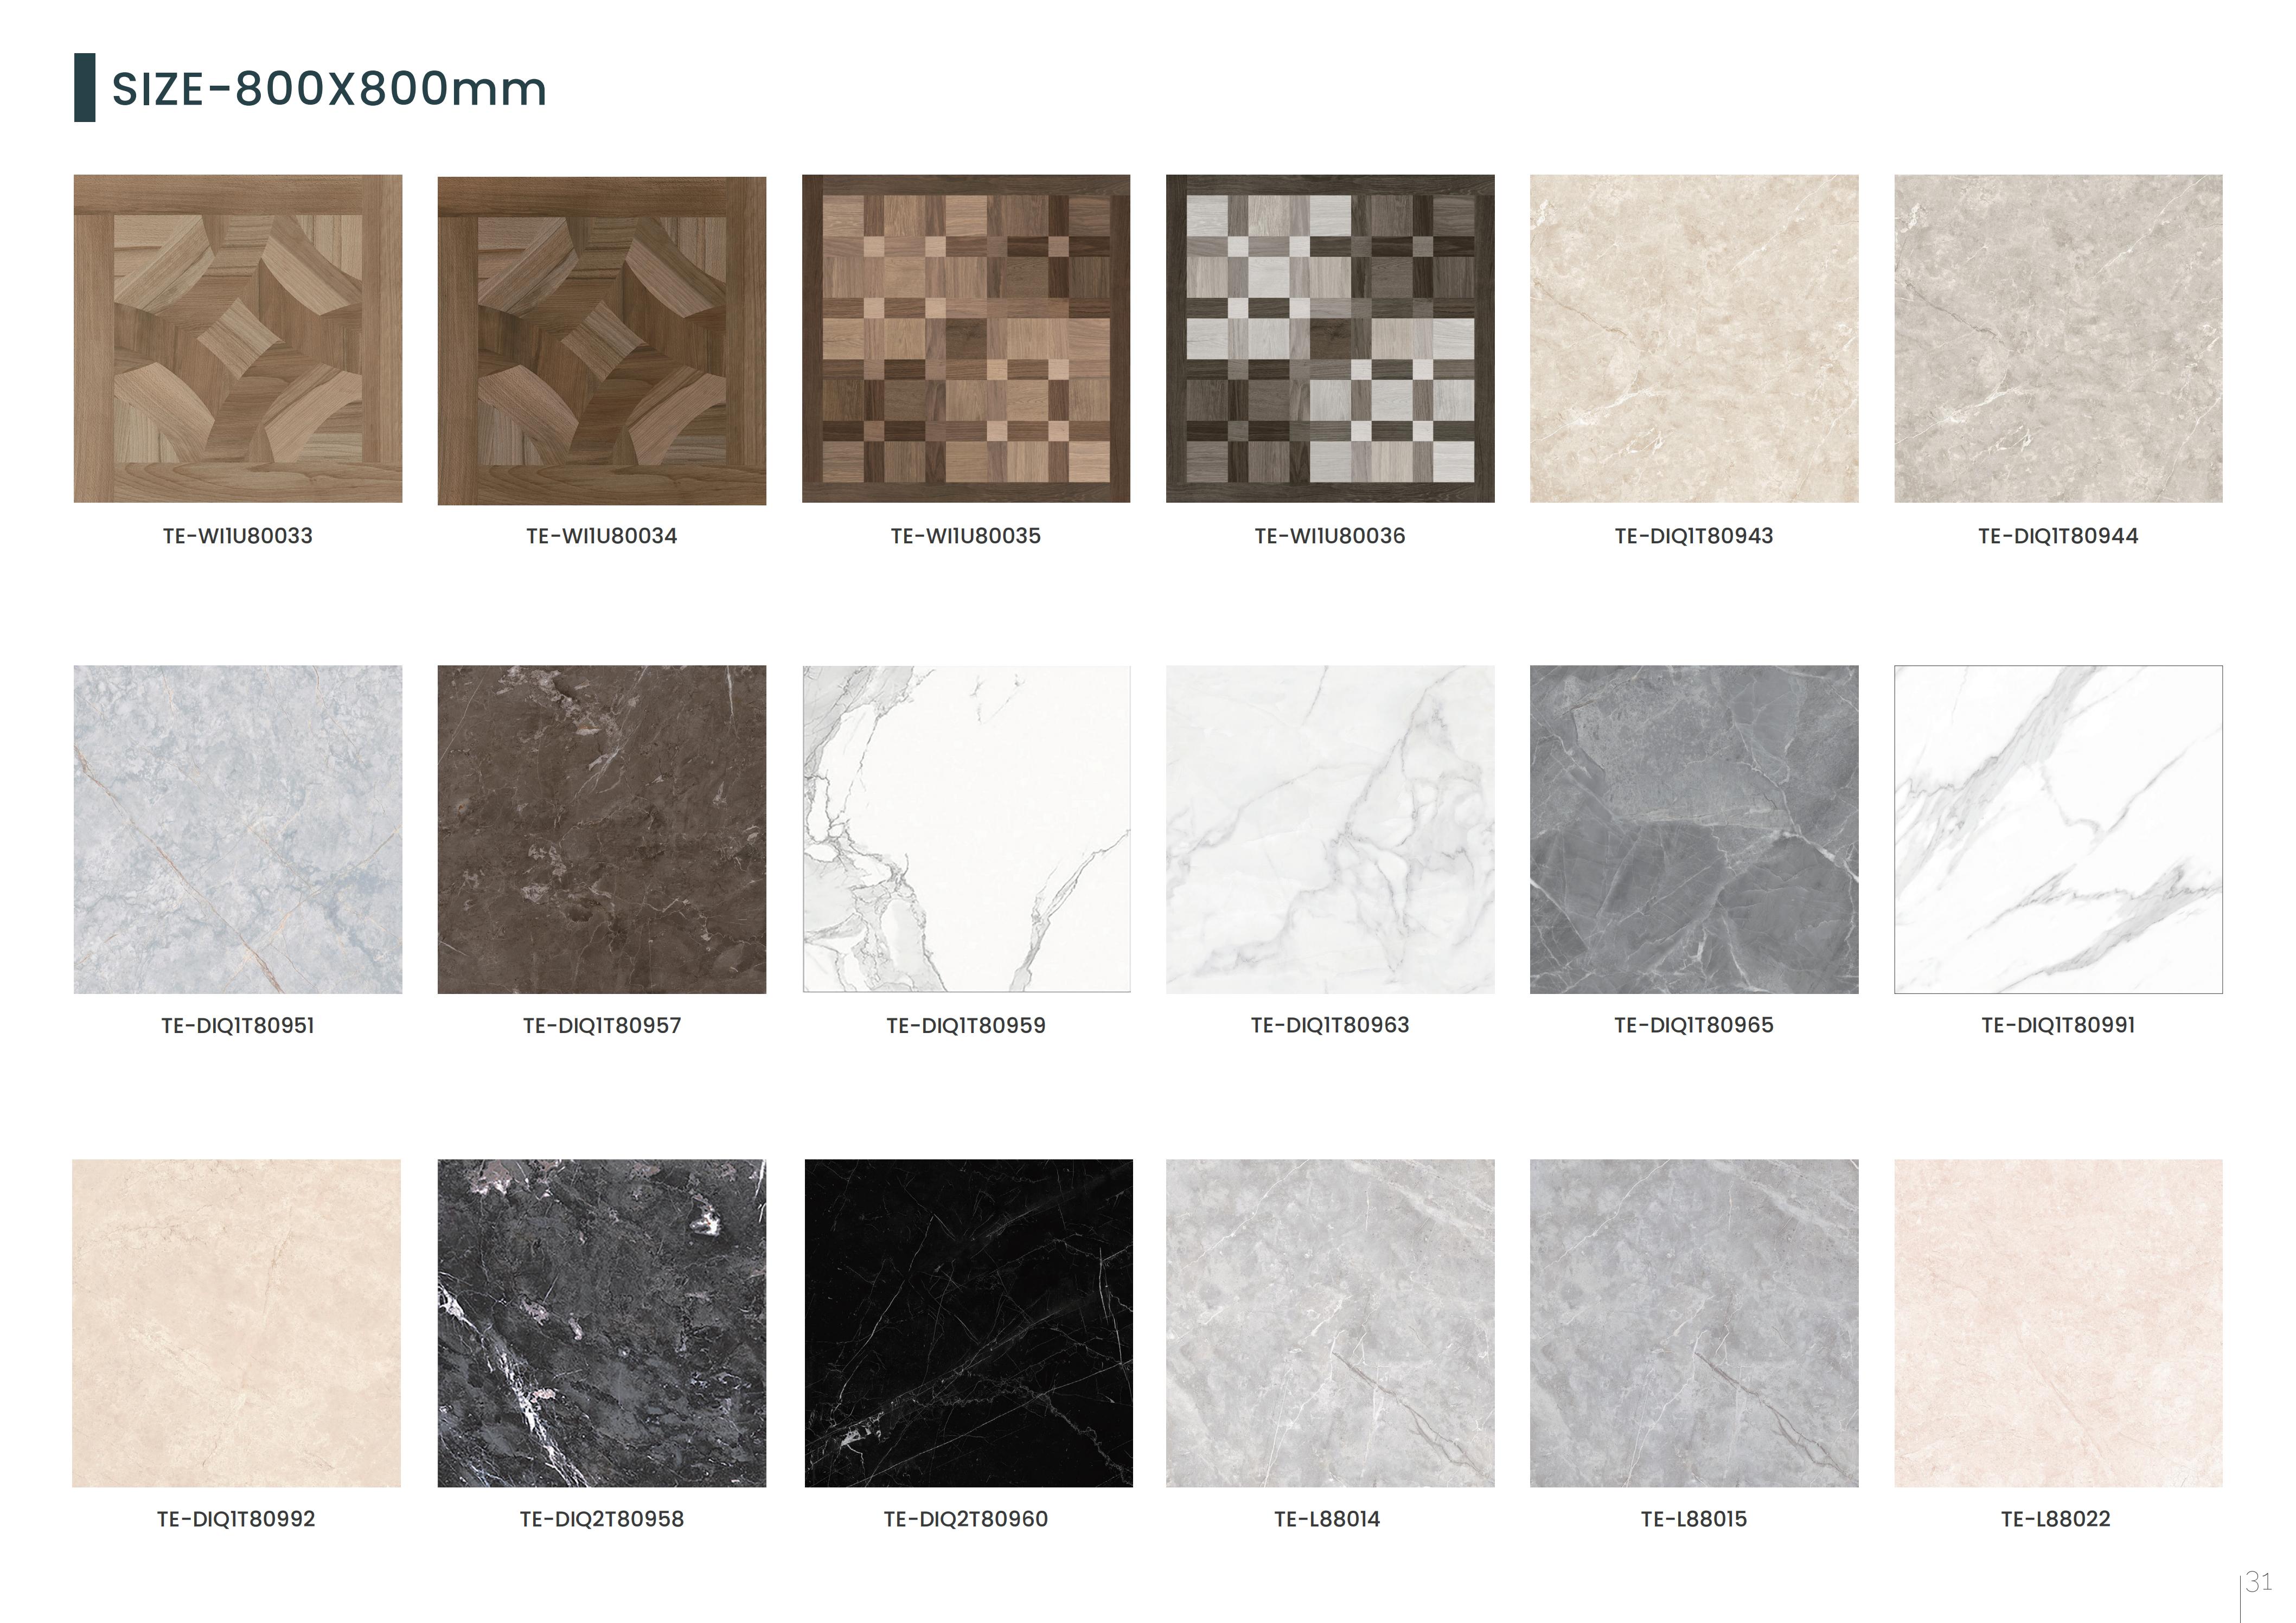 SIZE-800X800mm
TE-WI1U80033
TE-WI1U80034
TE-WI1U80035
TE-WI1U80036
TE-DIQ1T80943
TE-DIQ1T80944
TE-DIQ1T80951
TE-DIQ1T80957
TE-DIQ1T80959
TE-DIQ1T80963
TE-DIQ1T80965
TE-DIQ1T80991
TE-DIQ1T80992
TE-DIQ2T80958
TE-DIQ2T80960
TE-L88014
TE-L88015
TE-L88022
31